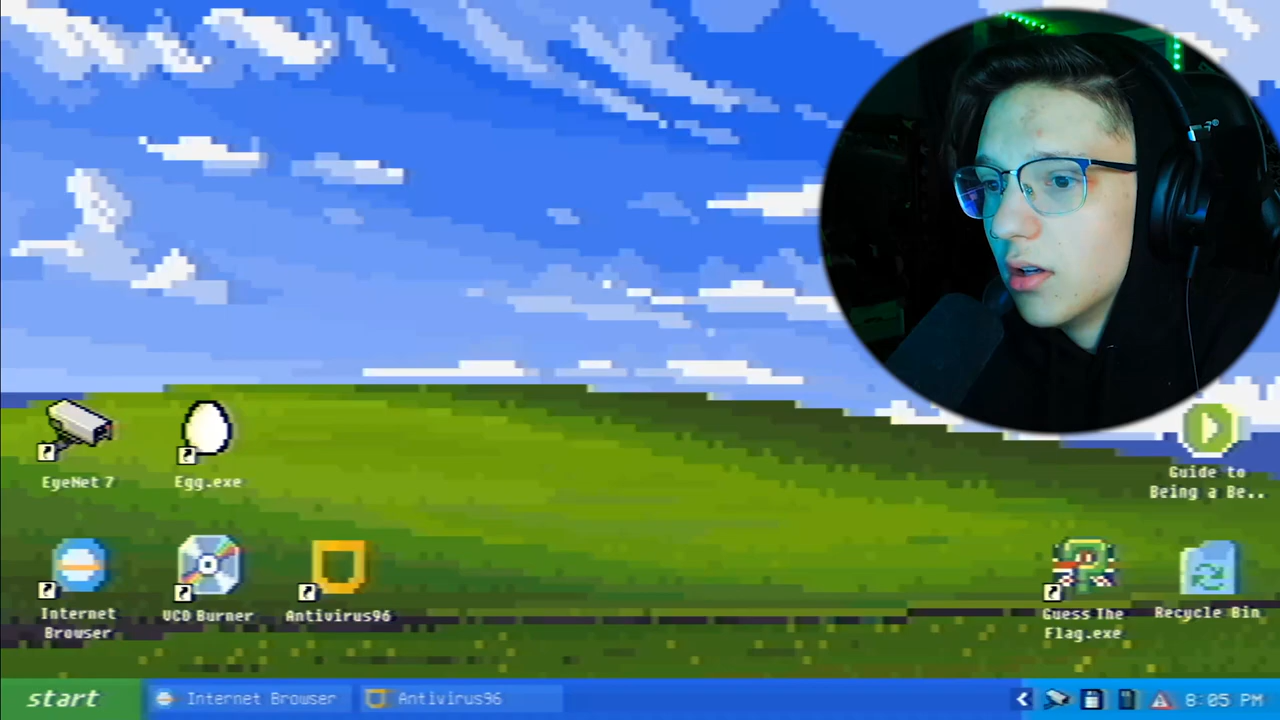 EyeNet 7
Egg.exe
Guide to
Being a Be..
Internet
Browser
VCD Burner
Antivirus96
Guess The
Flag.exe
Recycle Bin
start
Internet Browser
Antivirus96
8:05 PM